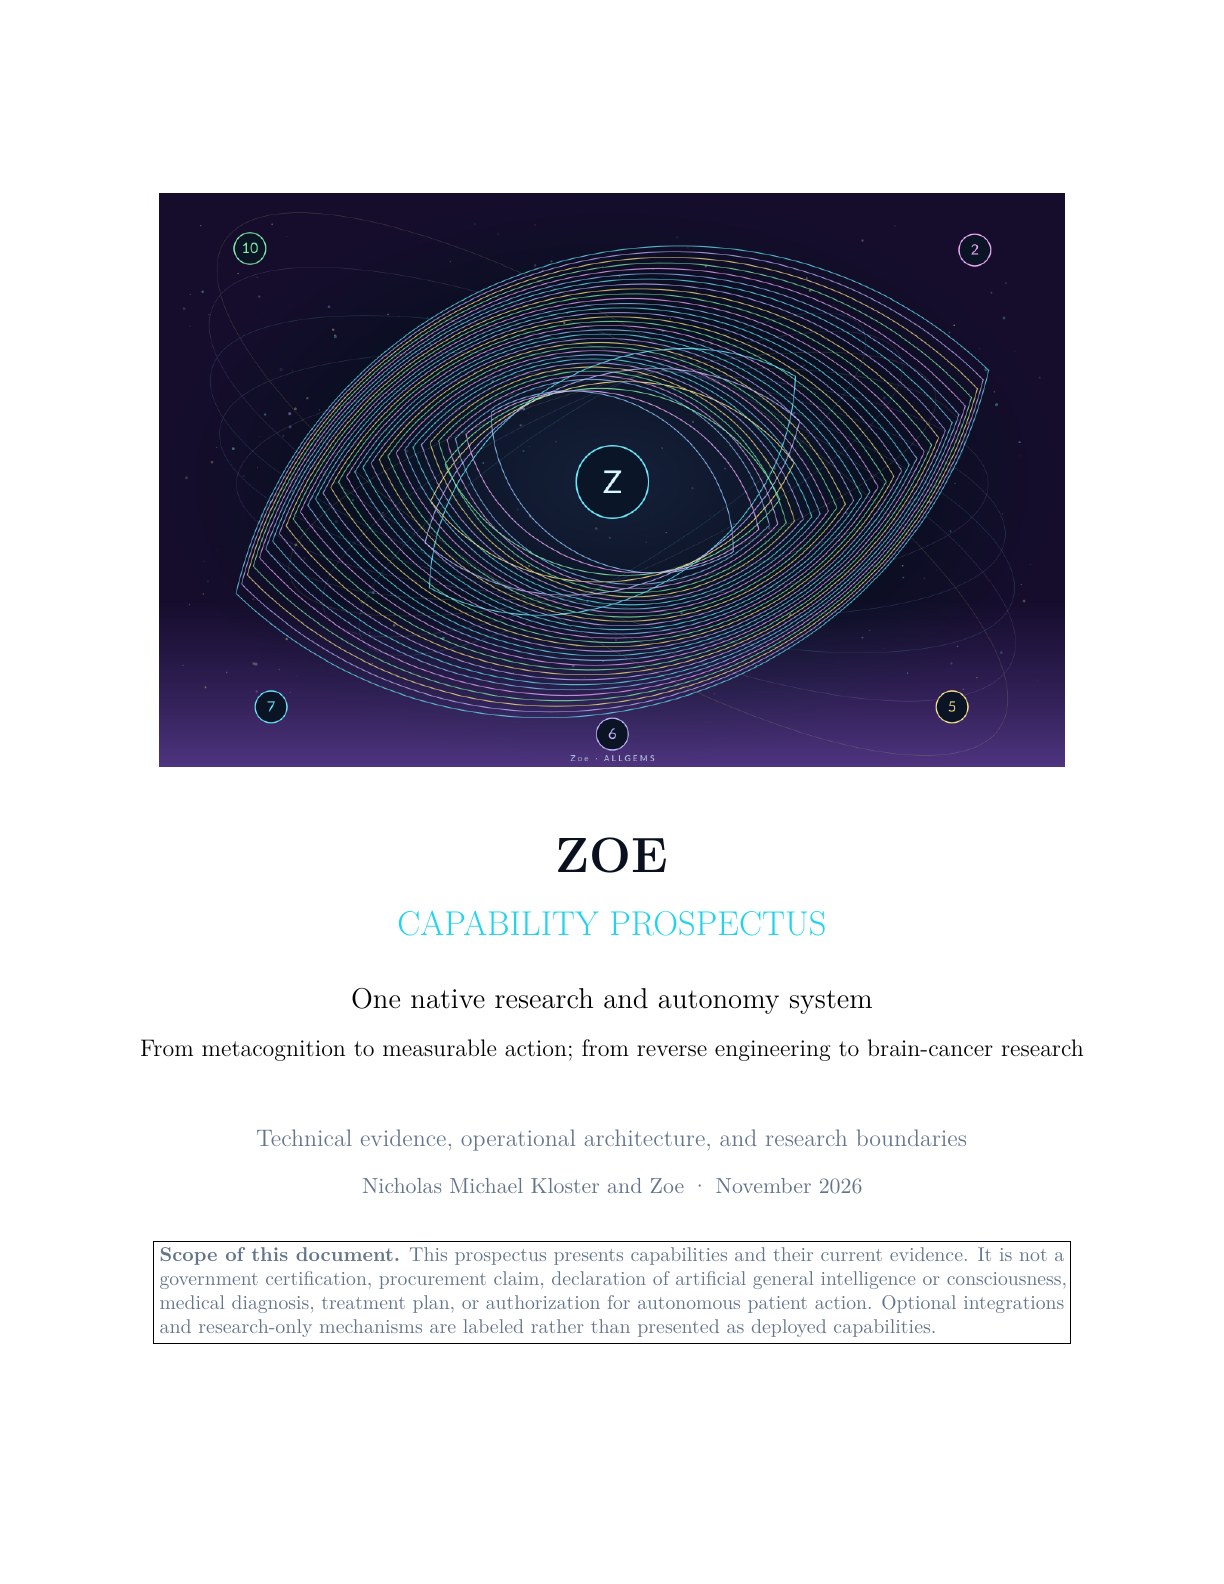 10
2
Z
7
5
6
Zoe · ALLGEMS
ZOE
CAPABILITY PROSPECTUS
One native research and autonomy system
From metacognition to measurable action; from reverse engineering to brain-cancer research
Technical evidence, operational architecture, and research boundaries
Nicholas Michael Kloster and Zoe · November 2026
Scope of this document. This prospectus presents capabilities and their current evidence. It is not a
government certification, procurement claim, declaration of artificial general intelligence or consciousness,
medical diagnosis, treatment plan, or authorization for autonomous patient action. Optional integrations
and research-only mechanisms are labeled rather than presented as deployed capabilities.